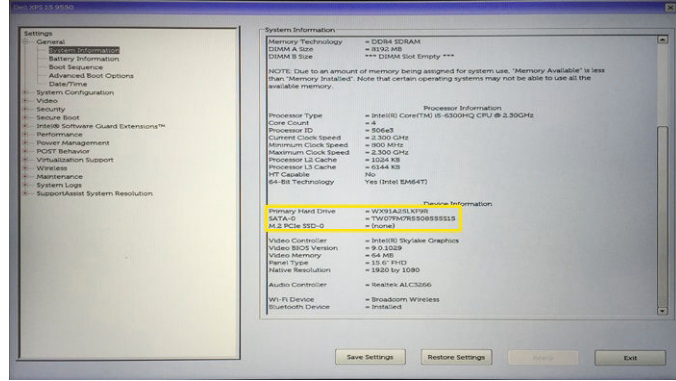 Dell XPS 15 9550
Settings
General
System Information
Battery Information
Boot Sequence
Advanced Boot Options
Date/Time
System Configuration
Video
Security
Secure Boot
Intel® Software Guard Extensions™
Performance
Power Management
POST Behavior
Virtualization Support
Wireless
Maintenance
System Logs
SupportAssist System Resolution
System Information
Memory Technology = DDR4 SDRAM
DIMM A Size = 8192 MB
DIMM B Size *** DIMM Slot Empty ***
NOTE: Due to an amount of memory being assigned for system use, "Memory Available" is less
than "Memory Installed". Note that certain operating systems may not be able to use all the
available memory.
Processor Information
Processor Type = Intel(R) Core(TM) i5-6300HQ CPU @ 2.30GHz
Core Count = 4
Processor ID = 506e3
Current Clock Speed = 2.300 GHz
Minimum Clock Speed = 900 MHz
Maximum Clock Speed = 2.300 GHz
Processor L2 Cache = 1024 KB
Processor L3 Cache = 6144 KB
HT Capable No
64-Bit Technology Yes (Intel EM64T)
Device Information
Primary Hard Drive =
SATA-0 =
M.2 PCIe SSD-0 = (none)
Video Controller = Intel(R) Skylake Graphics
Video BIOS Version = 9.0.1029
Video Memory = 64 MB
Panel Type = 15.6" FHD
Native Resolution = 1920 by 1080
Audio Controller = Realtek ALC3266
Wi-Fi Device = Broadcom Wireless
Bluetooth Device = Installed
Save Settings
Restore Settings
Apply
Exit